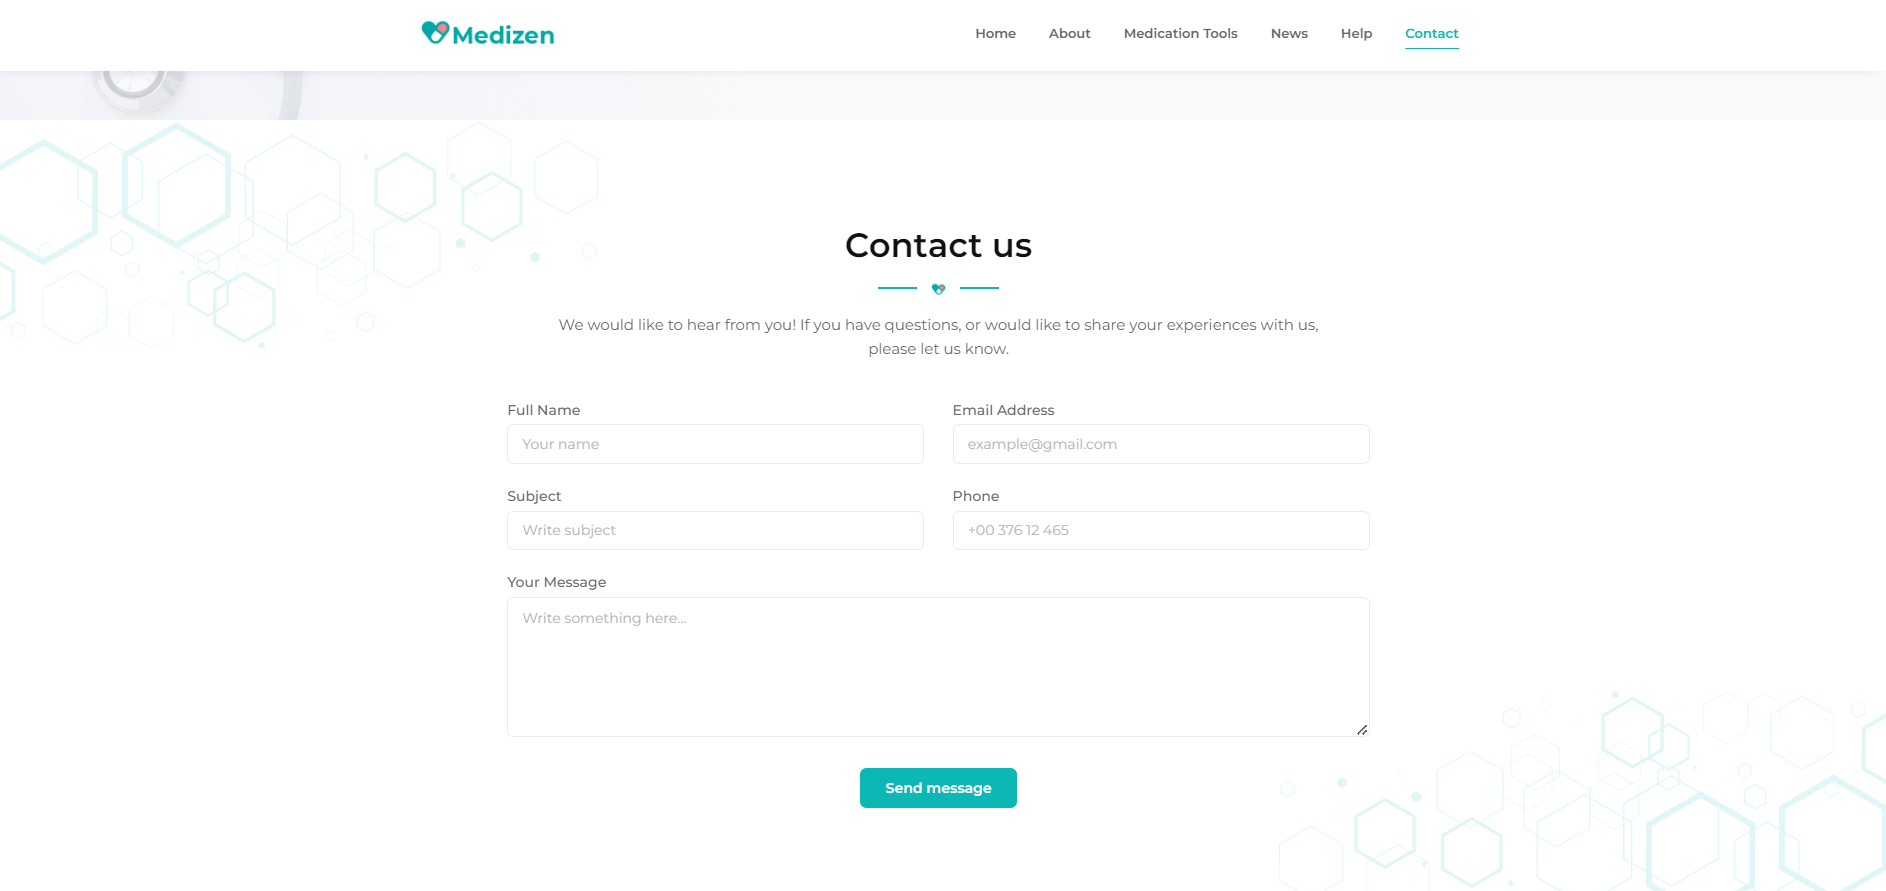 Medizen
Home About Medication Tools News Help Contact
Contact us
We would like to hear from you! If you have questions, or would like to share your experiences with us,
please let us know.
Full Name Email Address
Your name example@gmail.com
Subject Phone
Write subject +00 376 12 465
Your Message
Write something here...
Send message